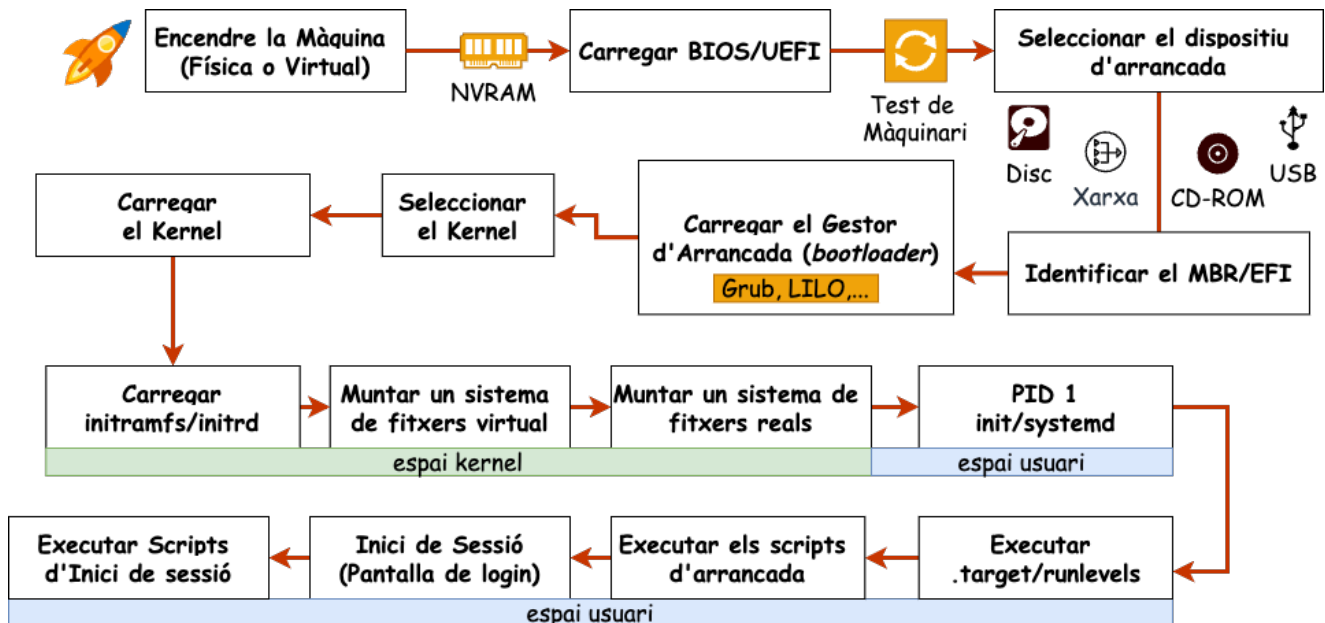 Encendre la Màquina
(Física o Virtual)
NVRAM
Carregar BIOS/UEFI
Test de
Màquinari
Seleccionar el dispositiu
d'arrancada
Disc
Xarxa
CD-ROM
USB
Identificar el MBR/EFI
Carregar el Gestor
d'Arrancada (bootloader)
Grub, LILO,...
Seleccionar
el Kernel
Carregar
el Kernel
Carregar
initramfs/initrd
Muntar un sistema
de fitxers virtual
Muntar un sistema de
fitxers reals
PID 1
init/systemd
espai kernel
espai usuari
Executar
.target/runlevels
Executar els scripts
d'arrancada
Inici de Sessió
(Pantalla de login)
Executar Scripts
d'Inici de sessió
espai usuari